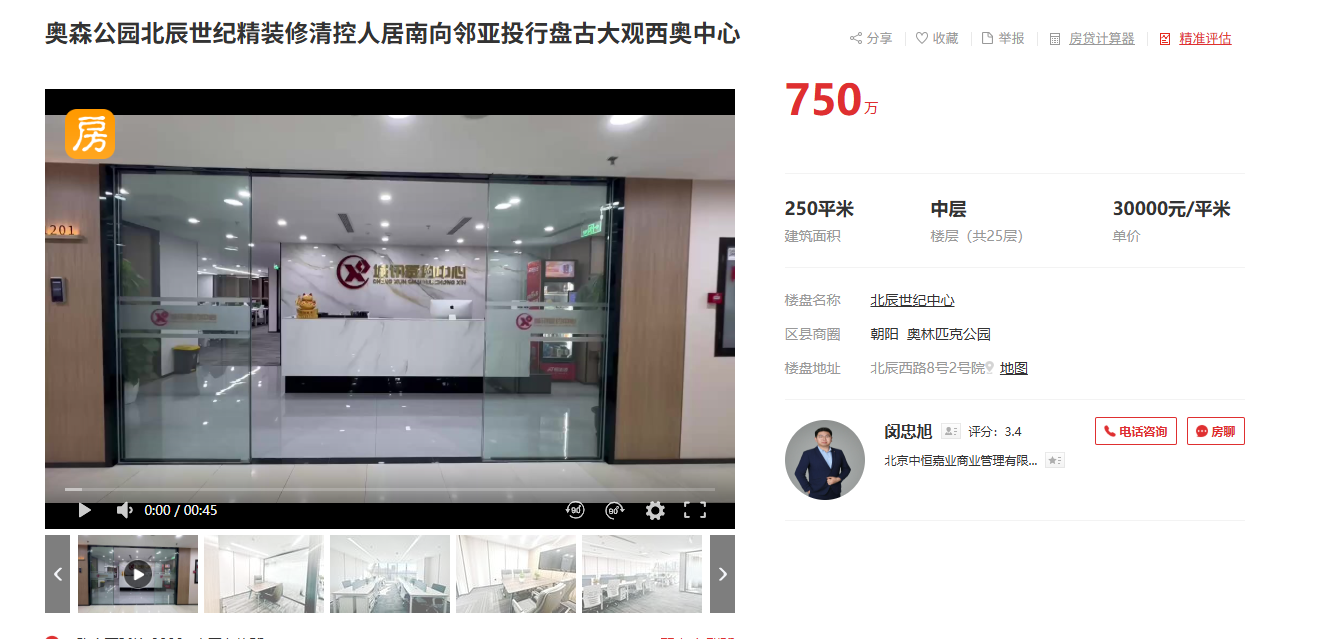 奥森公园北辰世纪精装修清控人居南向邻亚投行盘古大观西奥中心
分享
收藏
举报
房贷计算器
精准评估
750万
房
201
250平米
中层
30000元/平米
建筑面积
楼层（共25层）
单价
楼盘名称
北辰世纪中心
区县商圈
朝阳 奥林匹克公园
楼盘地址
北辰西路8号2号院
地图
闵忠旭
评分：3.4
电话咨询
房聊
北京中恒嘉业商业管理有限...
0:00 / 00:45